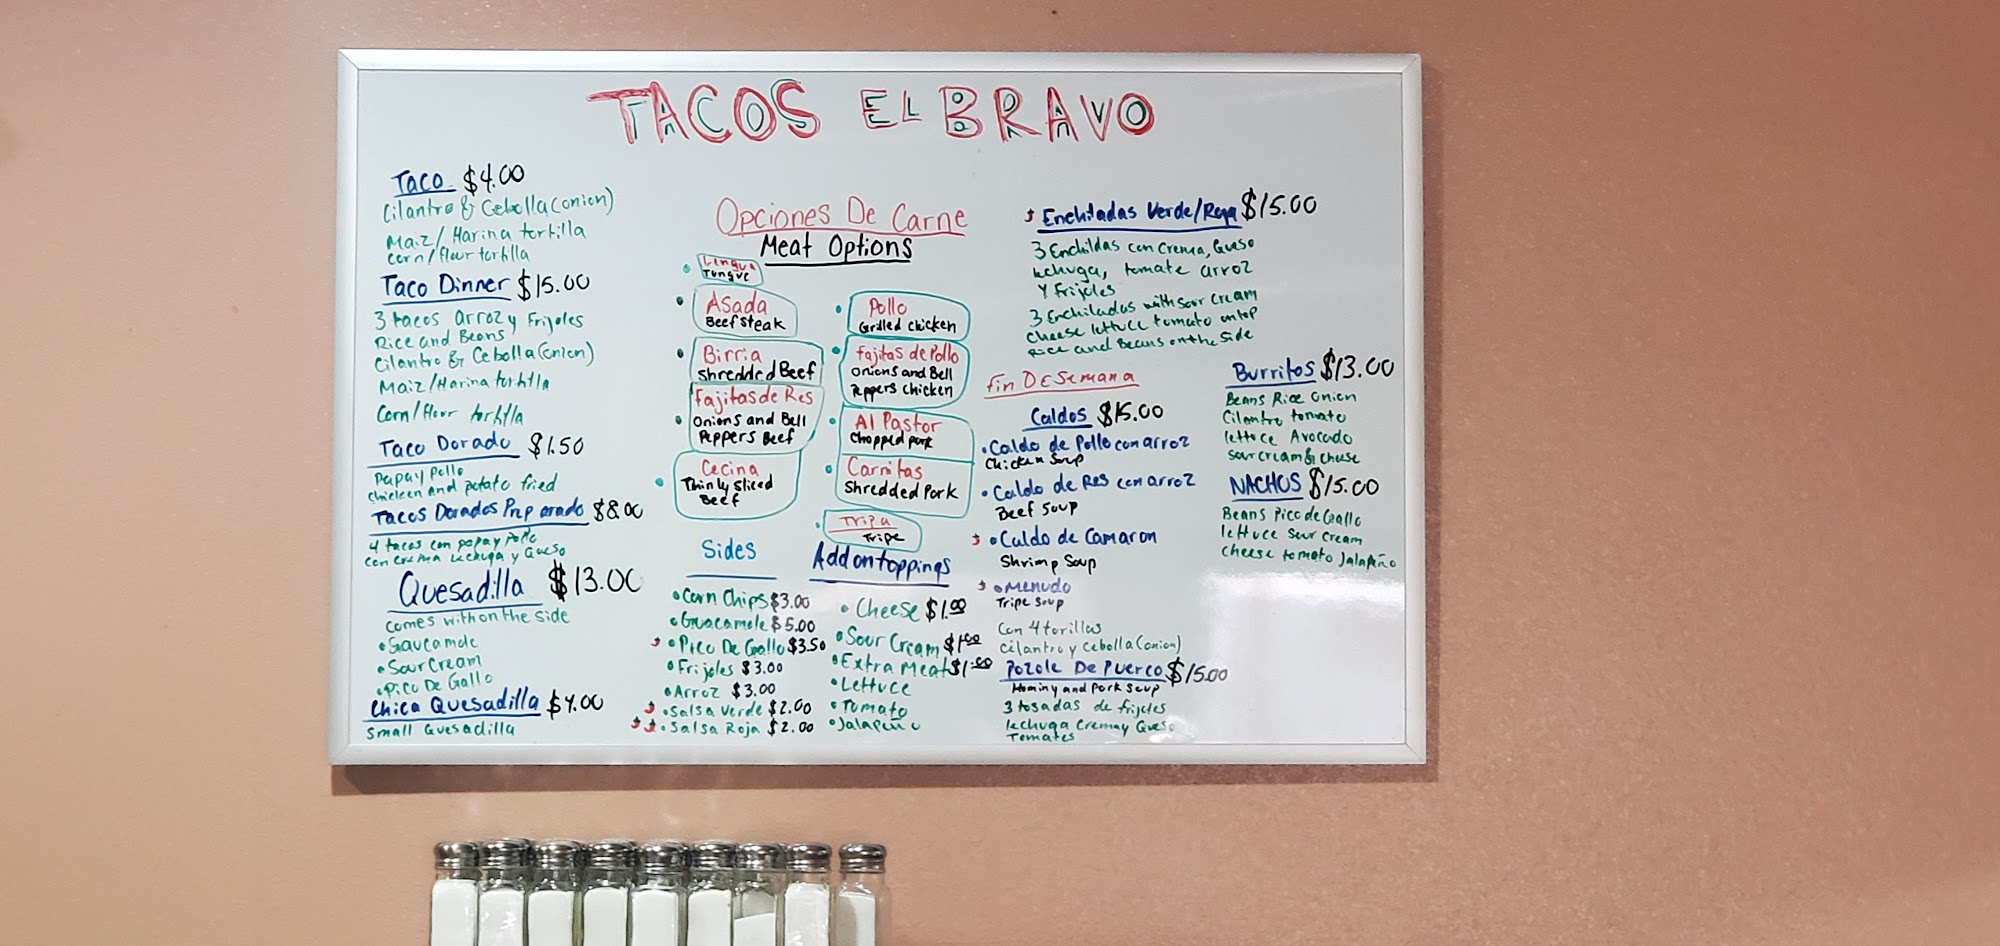 TACOS EL BRAVO
Taco $4.00
Cilantro & Cebolla (onion)
Maiz / Harina tortilla
corn / flour tortilla
Taco Dinner $15.00
3 tacos arroz y Frijoles
Rice and Beans
Cilantro & Cebolla (onion)
Maiz / Harina tortilla
Corn / flour tortilla
Taco Dorado $1.50
Papa y pollo
chicken and potato fried
Tacos Dorados Preparado $8.00
4 tacos con papa y pollo
con crema lechuga y Queso
Quesadilla $13.00
comes with on the side
• Gaucamole
• Sour Cream
• Pico De Gallo
Chica Quesadilla $4.00
Small Quesadilla
Opciones De Carne
Meat Options
• Lengua
Tungue
• Asada
Beef steak
• Birria
Shredded Beef
Fajitas de Res
• Onions and Bell
Peppers Beef
• Cecina
Thinly sliced
Beef
• Pollo
Grilled chicken
• Fajitas de Pollo
Onions and Bell
Peppers chicken
• Al Pastor
Chopped pork
• Carnitas
Shredded Pork
• Tripa
Tripe
Sides
• Corn Chips $3.00
• Guacamole $5.00
• Pico De Gallo $3.50
• Frijoles $3.00
• Arroz $3.00
• Salsa Verde $2.00
• Salsa Roja $2.00
Add on toppings
• Cheese $1.00
• Sour Cream $1.00
• Extra Meat $1.00
• Lettuce
• Tomato
• Jalapeño
Enchiladas Verde/Roja $15.00
3 Enchildas con crema, Queso
lechuga, tomate arroz
Y frijoles
3 Enchiladas with sour cream
cheese lettuce tomato on top
Rice and Beans on the side
Fin De Semana
Caldos $15.00
• Caldo de Pollo con arroz
Chicken Soup
• Caldo de Res con arroz
Beef Soup
• Caldo de Camaron
Shrimp Soup
• Menudo
Tripe Soup
Con 4 torillas
cilantro y cebolla (onion)
Pozole De Puerco $15.00
Hominy and Pork Soup
3 tosadas de frijoles
lechuga Crema y Queso
Tomates
Burritos $13.00
Beans Rice Onion
Cilantro tomato
lettuce Avocado
sour cream & cheese
NACHOS $15.00
Beans Pico de Gallo
lettuce sour cream
cheese tomato Jalapeño